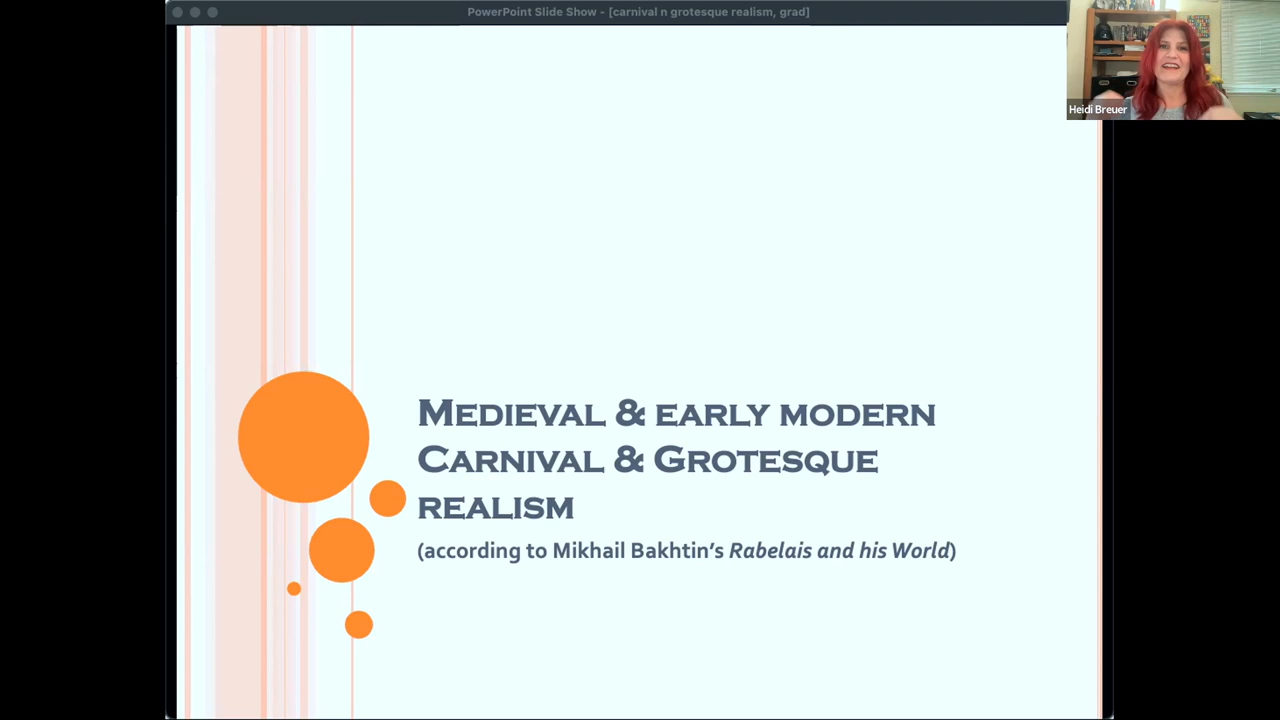 PowerPoint Slide Show - [carnival n grotesque realism, grad]
Heidi Breuer
Medieval & early modern
Carnival & Grotesque
realism
(according to Mikhail Bakhtin's Rabelais and his World)